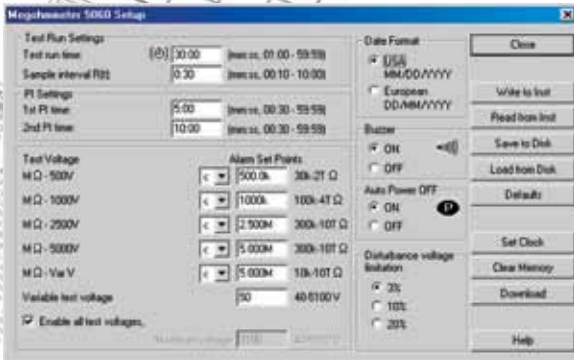 Megohmmeter 5060 Setup
Test Run Settings
Test run time: 30:00 (mm:ss, 01:00 - 59:59)
Sample interval R(t): 0:30 (mm:ss, 00:10 - 10:00)
PI Settings
1st PI time: 5:00 (mm:ss, 00:30 - 59:59)
2nd PI time: 10:00 (mm:ss, 00:30 - 59:59)
Test Voltage Alarm Set Points
MΩ - 500V < 500.0k 30k-2T Ω
MΩ - 1000V < 1000k 100k-4T Ω
MΩ - 2500V < 2.500M 300k-10T Ω
MΩ - 5000V < 5.000M 300k-10T Ω
MΩ - Var V < 5.000M 10k-10T Ω
Variable test voltage 50 40-5100 V
Enable all test voltages.
Maximum voltage
Date Format
USA
MM/DD/YYYY
European
DD/MM/YYYY
Buzzer
ON
OFF
Auto Power OFF
ON P
OFF
Disturbance voltage
limitation
3%
10%
20%
Close
Write to Inst
Read from Inst
Save to Disk
Load from Disk
Defaults
Set Clock
Clear Memory
Download
Help